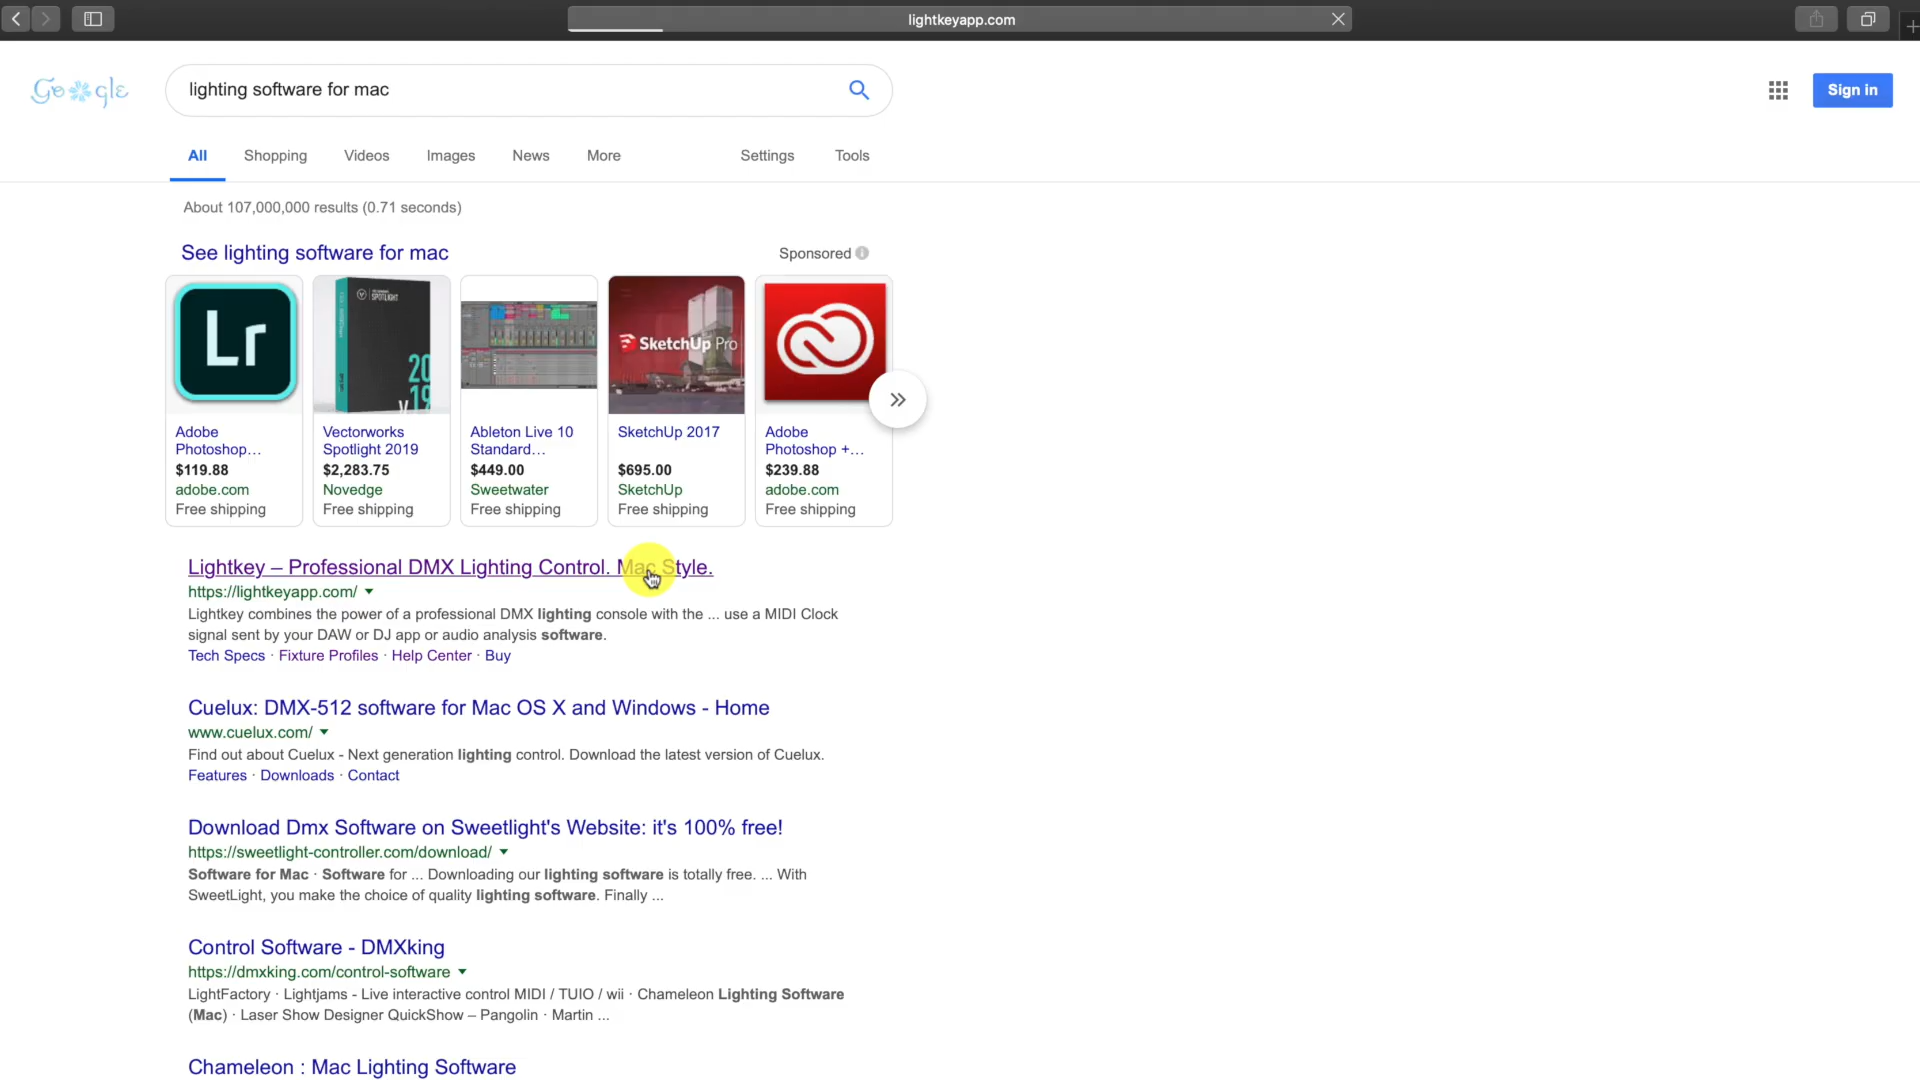 lightkeyapp.com
Google
lighting software for mac
Sign in
All
Shopping
Videos
Images
News
More
Settings
Tools
About 107,000,000 results (0.71 seconds)
See lighting software for mac
Sponsored
Lr
SPOTLIGHT
2019
SketchUp Pro
Adobe
Photoshop...
$119.88
adobe.com
Free shipping
Vectorworks
Spotlight 2019
$2,283.75
Novedge
Free shipping
Ableton Live 10
Standard...
$449.00
Sweetwater
Free shipping
SketchUp 2017
$695.00
SketchUp
Free shipping
Adobe
Photoshop +...
$239.88
adobe.com
Free shipping
Lightkey – Professional DMX Lighting Control. Mac Style.
https://lightkeyapp.com/
Lightkey combines the power of a professional DMX lighting console with the ... use a MIDI Clock
signal sent by your DAW or DJ app or audio analysis software.
Tech Specs · Fixture Profiles · Help Center · Buy
Cuelux: DMX-512 software for Mac OS X and Windows - Home
www.cuelux.com/
Find out about Cuelux - Next generation lighting control. Download the latest version of Cuelux.
Features · Downloads · Contact
Download Dmx Software on Sweetlight's Website: it's 100% free!
https://sweetlight-controller.com/download/
Software for Mac · Software for ... Downloading our lighting software is totally free. ... With
SweetLight, you make the choice of quality lighting software. Finally ...
Control Software - DMXking
https://dmxking.com/control-software
LightFactory · Lightjams - Live interactive control MIDI / TUIO / wii · Chameleon Lighting Software
(Mac) · Laser Show Designer QuickShow – Pangolin · Martin ...
Chameleon : Mac Lighting Software